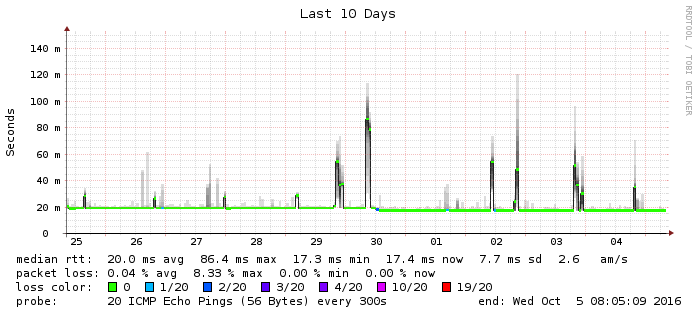 Last 10 Days
RRDTOOL / TOBI OETIKER
Seconds
140 m
120 m
100 m
80 m
60 m
40 m
20 m
0
25 26 27 28 29 30 01 02 03 04
median rtt: 20.0 ms avg 86.4 ms max 17.3 ms min 17.4 ms now 7.7 ms sd 2.6 am/s
packet loss: 0.04 % avg 8.33 % max 0.00 % min 0.00 % now
loss color: 0 1/20 2/20 3/20 4/20 10/20 19/20
probe: 20 ICMP Echo Pings (56 Bytes) every 300s end: Wed Oct 5 08:05:09 2016